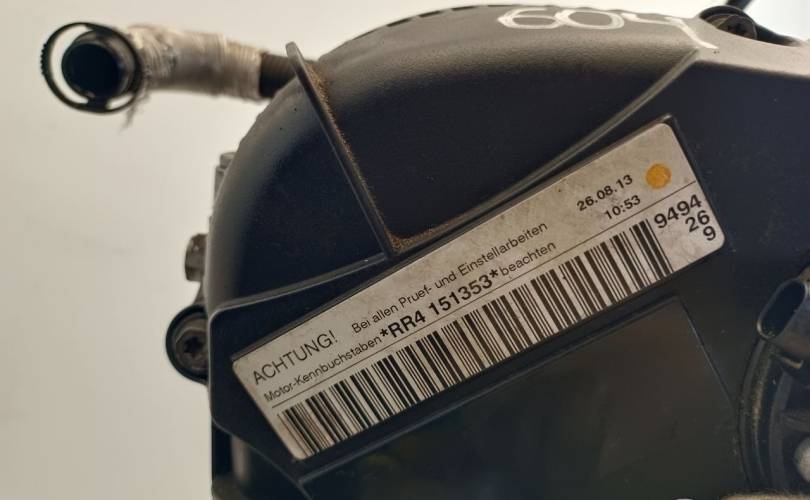 604
ACHTUNG! Bei allen Pruef- und Einstellarbeiten 26.08.13
Motor-Kennbuchstaben *RR4 151353* beachten 10:53
9494
26
9